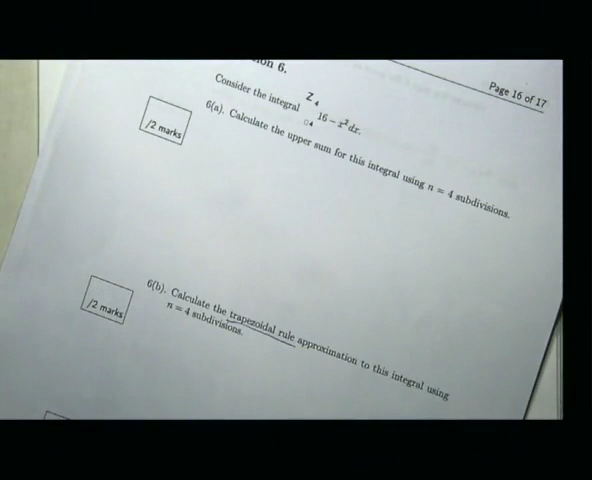 Page 16 of 17
ion 6.
Consider the integral Z 4 16 − x² dx.
6(a). Calculate the upper sum for this integral using n = 4 subdivisions.
/2 marks
6(b). Calculate the trapezoidal rule approximation to this integral using
n = 4 subdivisions.
/2 marks